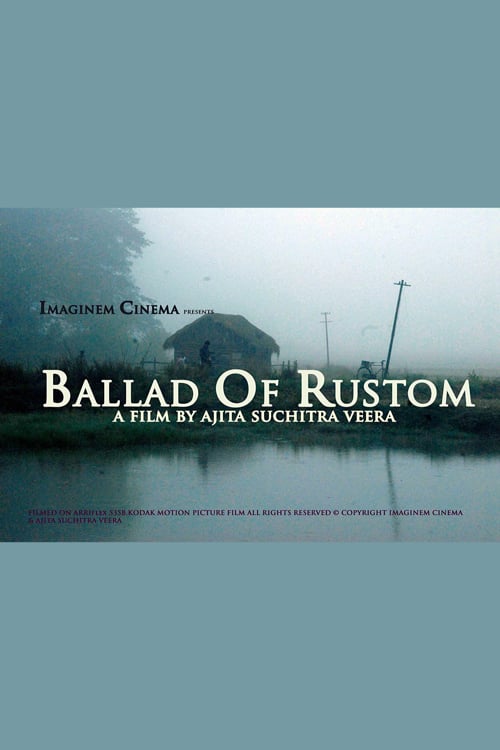 IMAGINEM CINEMA PRESENTS
BALLAD OF RUSTOM
A FILM BY AJITA SUCHITRA VEERA
FILMED ON ARRIFLEX 535B.KODAK MOTION PICTURE FILM ALL RIGHTS RESERVED © COPYRIGHT IMAGINEM CINEMA
& AJITA SUCHITRA VEERA